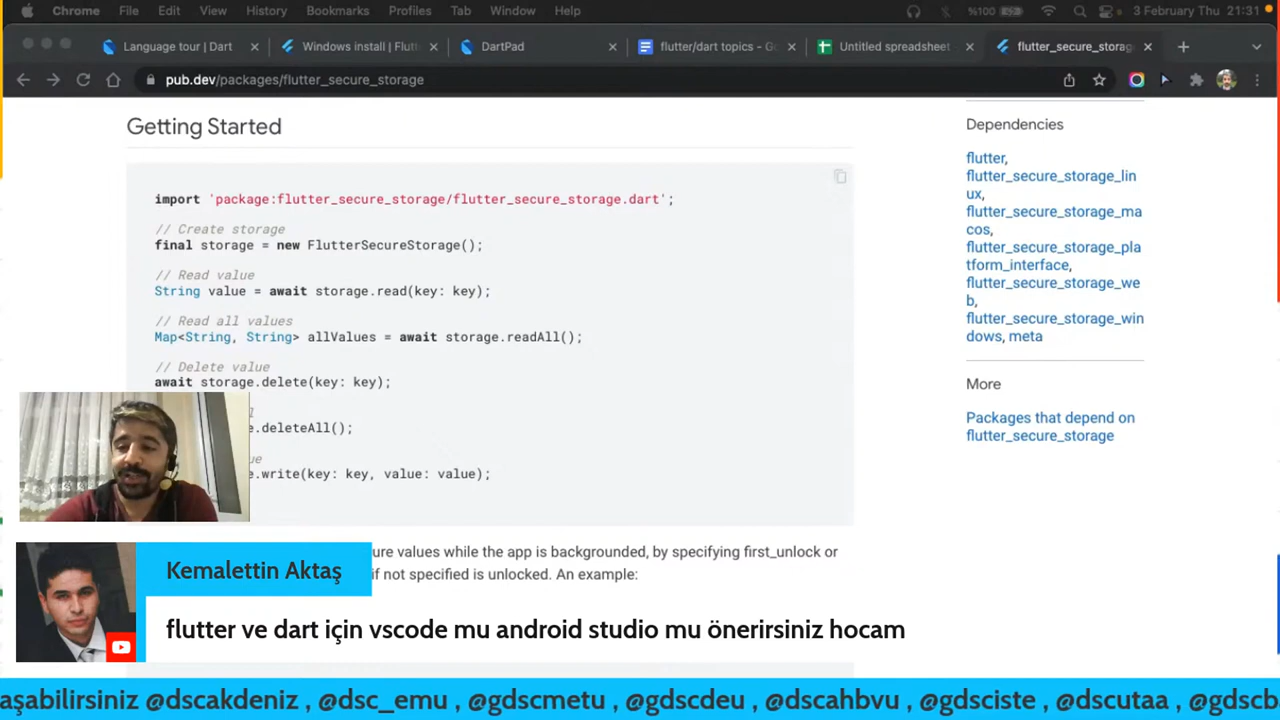 Chrome File Edit View History Bookmarks Profiles Tab Window Help %100 3 February Thu 21:31
Language tour | Dart Windows install | Flutt DartPad flutter/dart topics - Go Untitled spreadsheet flutter_secure_storag
pub.dev/packages/flutter_secure_storage
Getting Started
import 'package:flutter_secure_storage/flutter_secure_storage.dart';
// Create storage
final storage = new FlutterSecureStorage();
// Read value
String value = await storage.read(key: key);
// Read all values
Map<String, String> allValues = await storage.readAll();
// Delete value
await storage.delete(key: key);
l
e.deleteAll();
ue
e.write(key: key, value: value);
ure values while the app is backgrounded, by specifying first_unlock or
if not specified is unlocked. An example:
Dependencies
flutter,
flutter_secure_storage_lin
ux,
flutter_secure_storage_ma
cos,
flutter_secure_storage_pla
tform_interface,
flutter_secure_storage_we
b,
flutter_secure_storage_win
dows, meta
More
Packages that depend on
flutter_secure_storage
Kemalettin Aktaş
flutter ve dart için vscode mu android studio mu önerirsiniz hocam
aşabilirsiniz @dscakdeniz , @dsc_emu , @gdscmetu , @gdscdeu , @dscahbvu , @gdsciste , @dscutaa , @gdscb